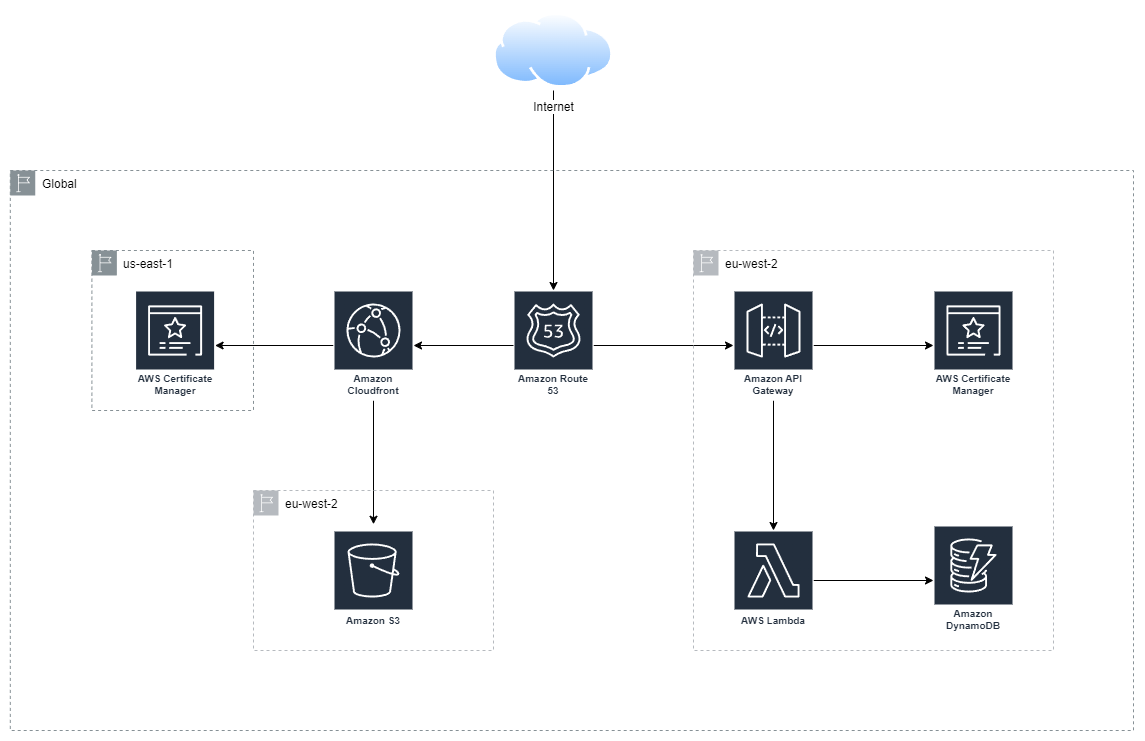 Internet
Global
us-east-1
eu-west-2
53
</>
AWS Certificate
Manager
Amazon
Cloudfront
Amazon Route
53
Amazon API
Gateway
AWS Certificate
Manager
eu-west-2
Amazon S3
AWS Lambda
Amazon
DynamoDB